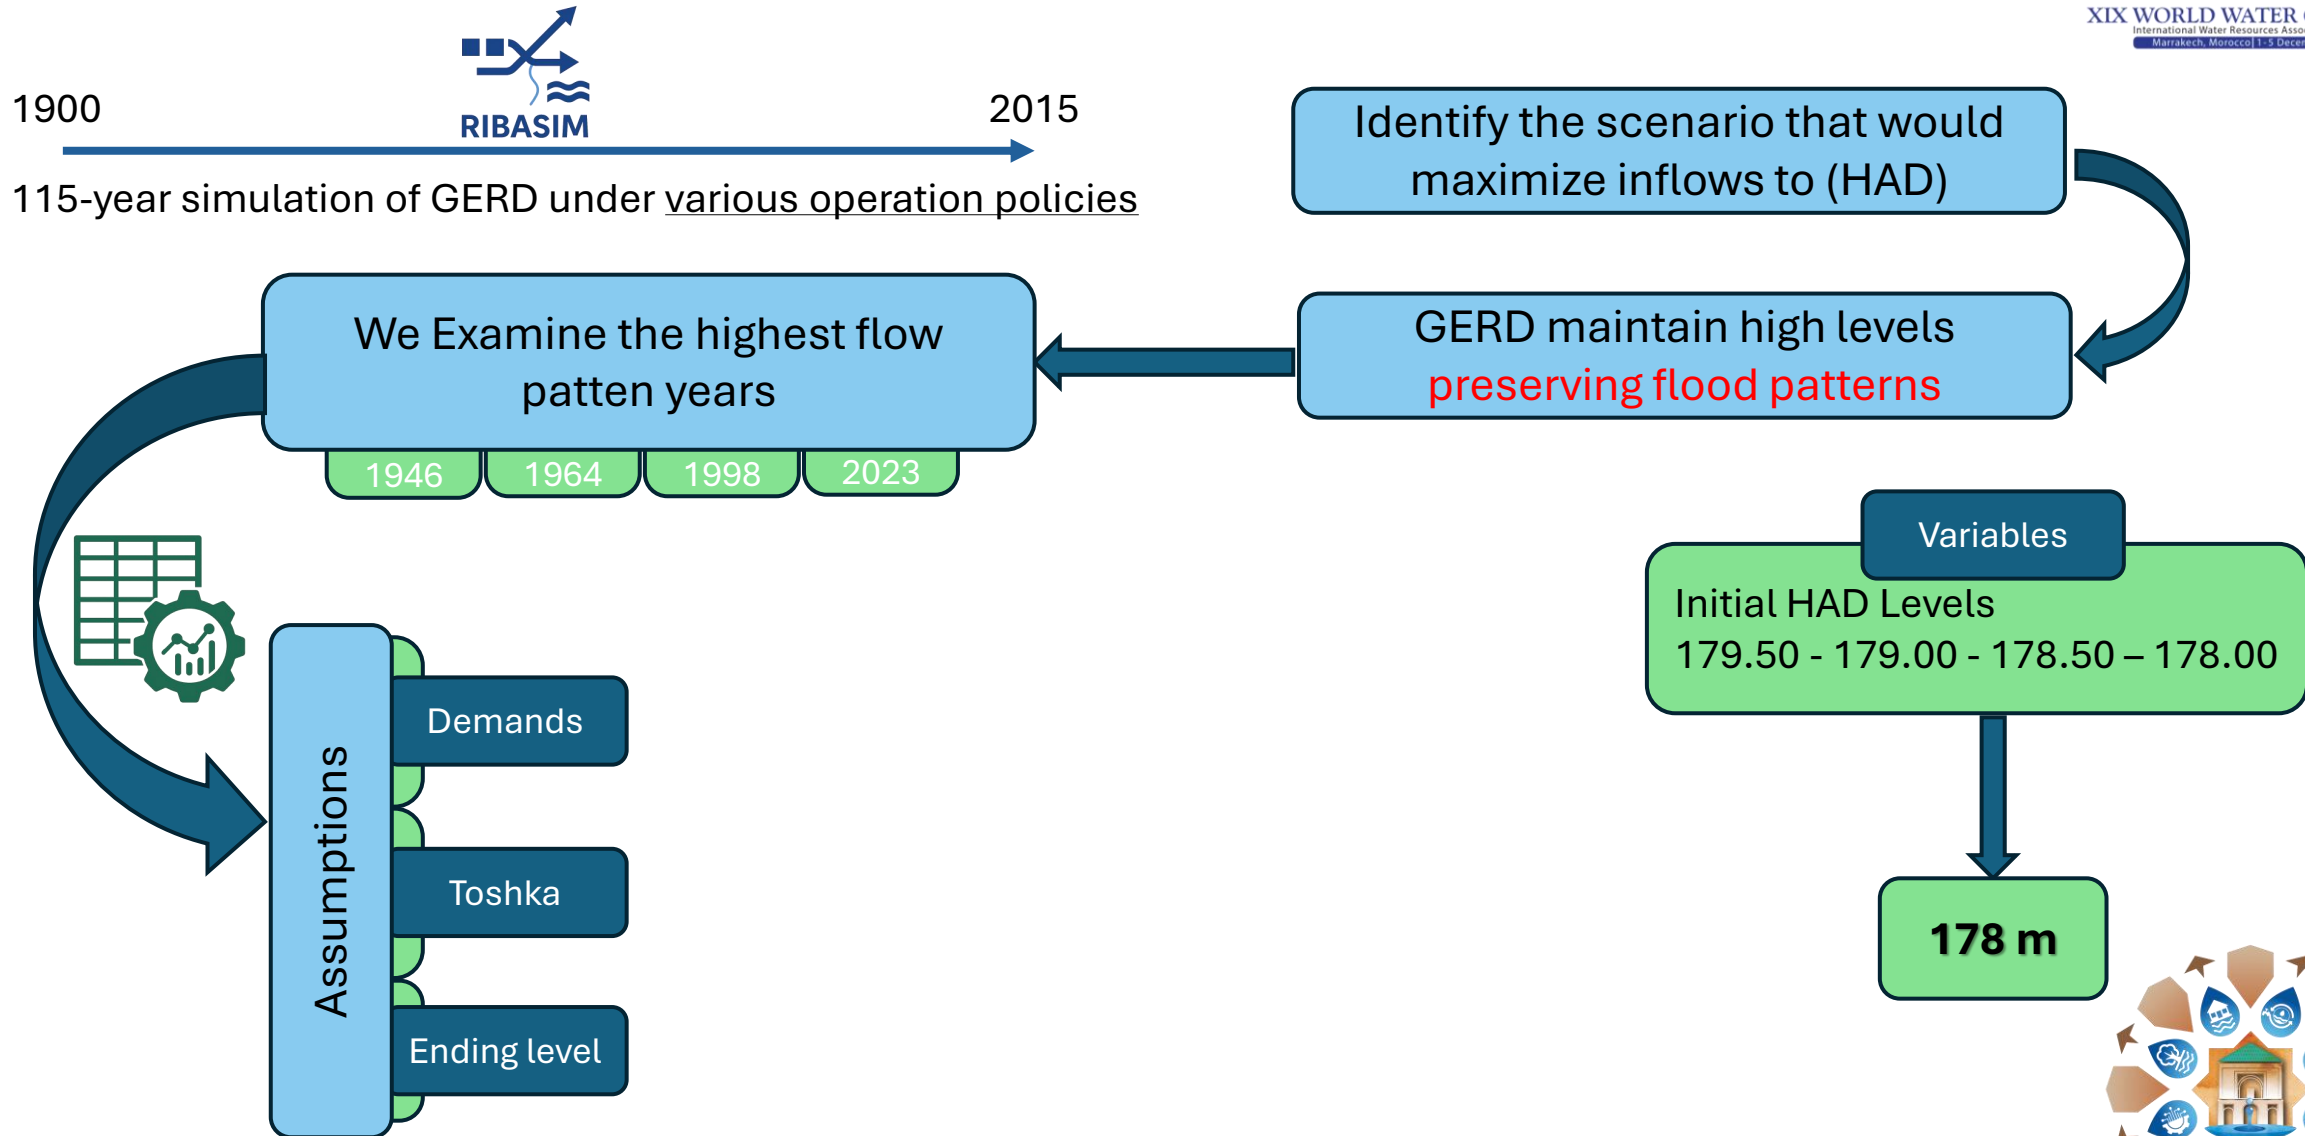 XIX WORLD WATER
International Water Resources
Marrakech, Morocco| 1-5
1900
RIBASIM
2015
115-year simulation of GERD under various operation policies
Identify the scenario that would
maximize inflows to (HAD)
GERD maintain high levels
preserving flood patterns
We Examine the highest flow
patten years
1946
1964
1998
2023
Assumptions
Demands
Toshka
Ending level
Variables
Initial HAD Levels
179.50 - 179.00 - 178.50 – 178.00
178 m